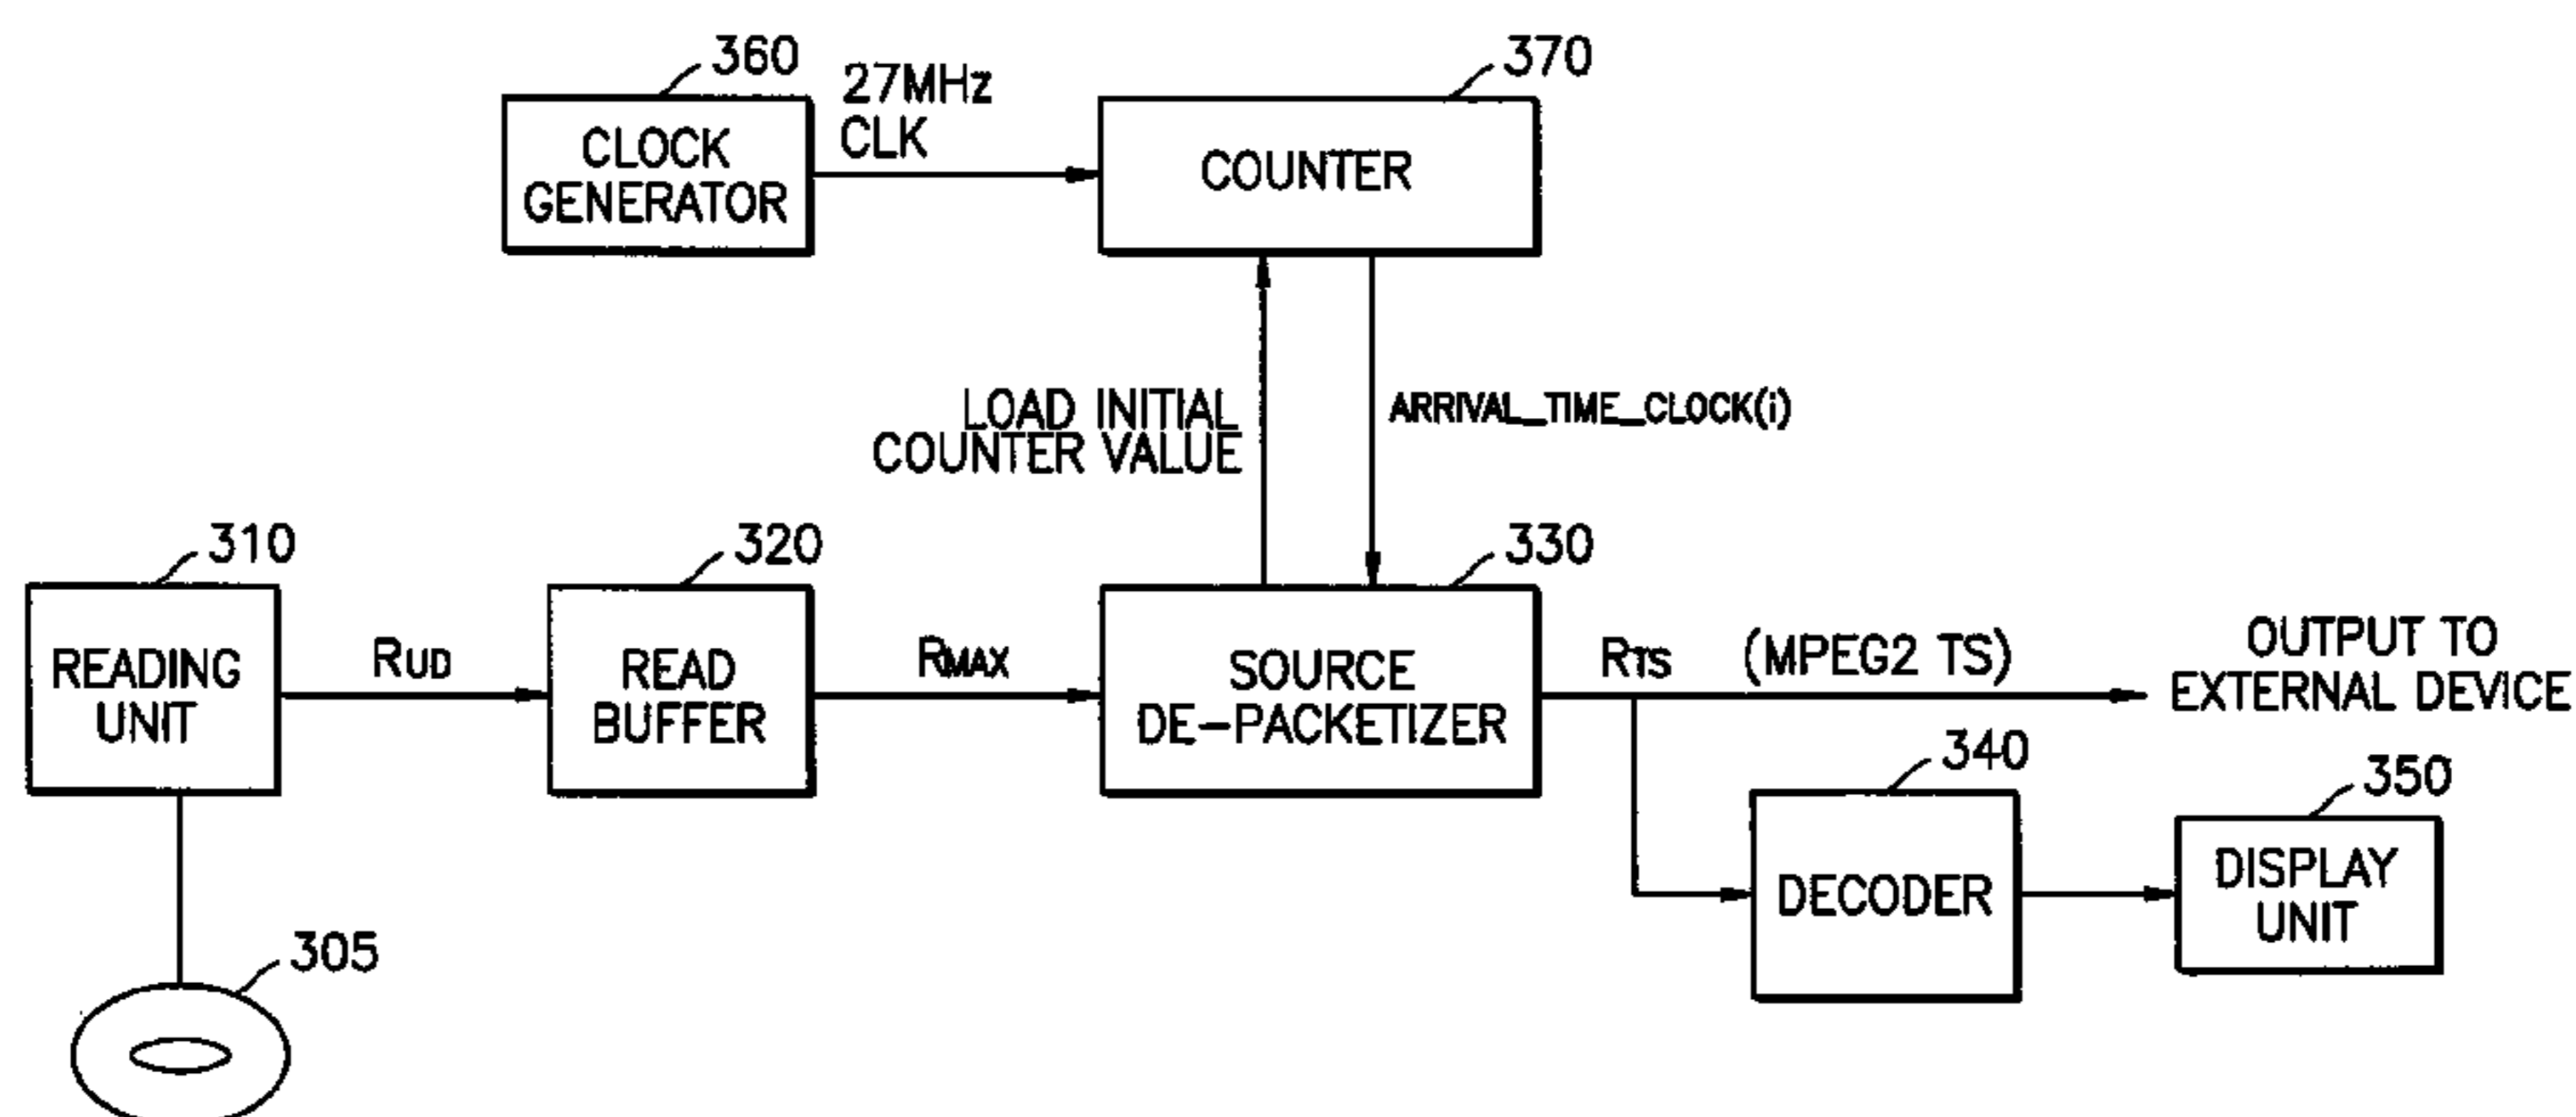 360
27MHz
CLK
370
CLOCK
GENERATOR
COUNTER
LOAD INITIAL
COUNTER VALUE
ARRIVAL_TIME_CLOCK(i)
310
320
330
READING
UNIT
RUD
READ
BUFFER
RMAX
SOURCE
DE-PACKETIZER
RTS (MPEG2 TS)
OUTPUT TO
EXTERNAL DEVICE
340
350
DECODER
DISPLAY
UNIT
305